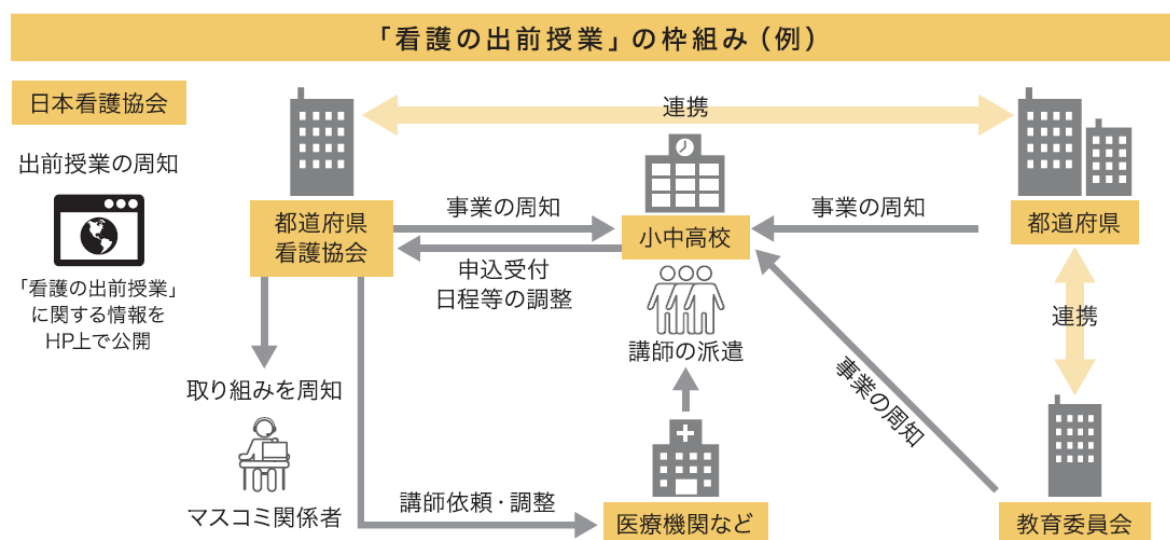 「看護の出前授業」の枠組み（例）
日本看護協会
出前授業の周知
「看護の出前授業」
に関する情報を
HP上で公開
連携
都道府県
看護協会
事業の周知
小中高校
事業の周知
都道府県
申込受付
日程等の調整
講師の派遣
連携
事業の周知
取り組みを周知
マスコミ関係者
講師依頼・調整
医療機関など
教育委員会